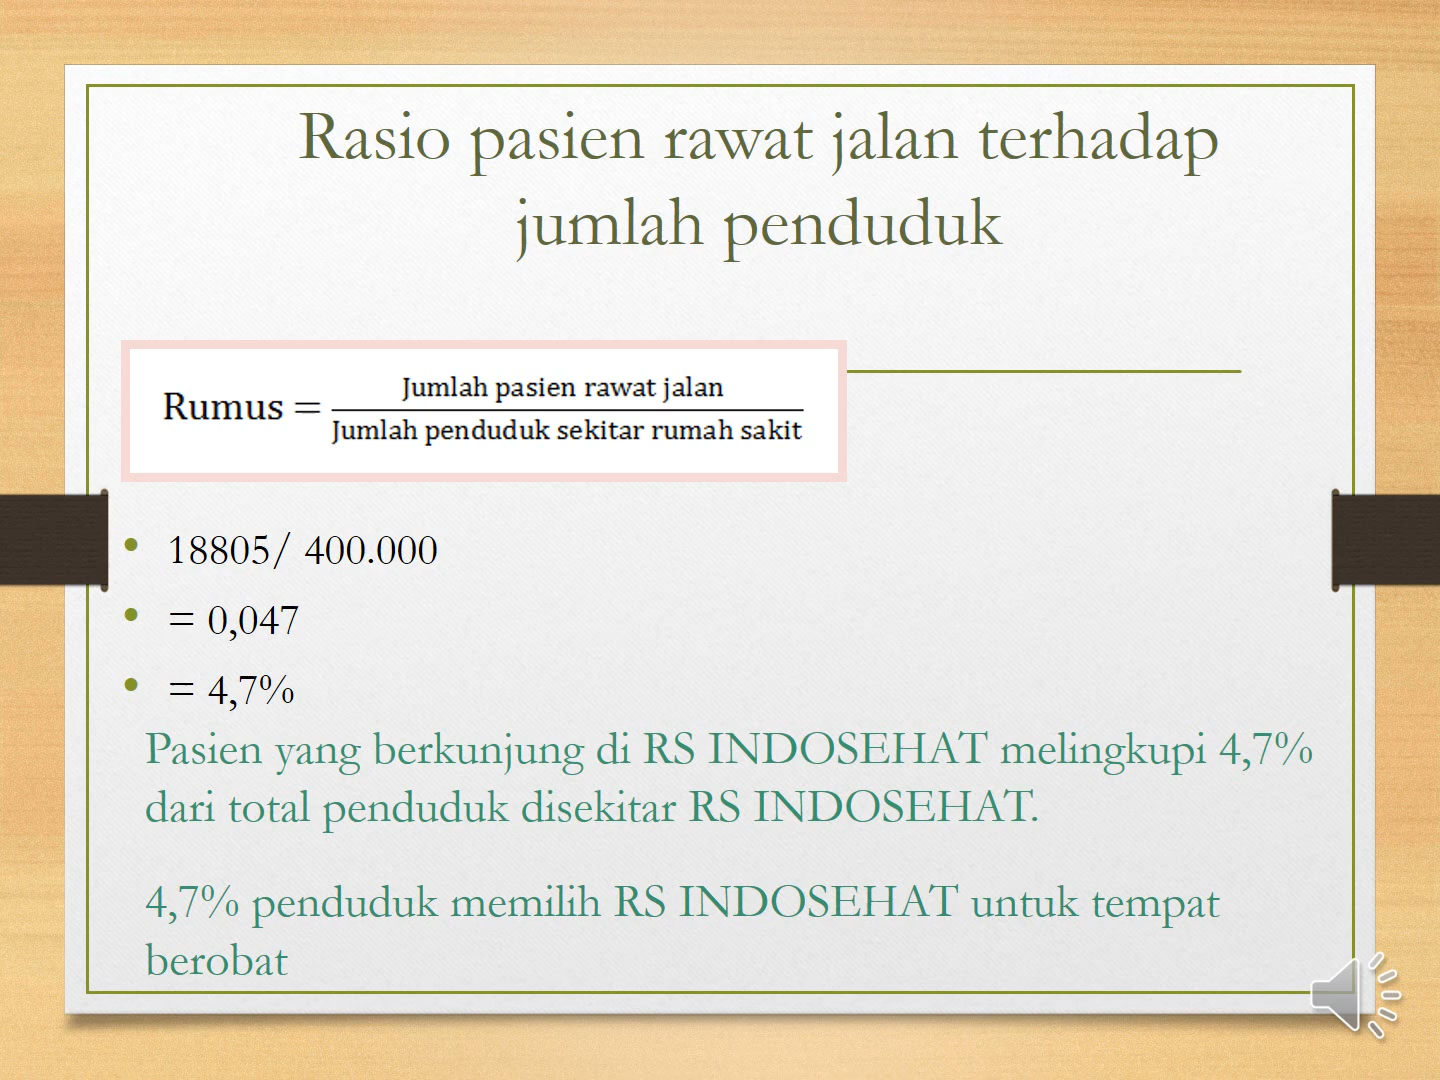 Rasio pasien rawat jalan terhadap
jumlah penduduk
Rumus = Jumlah pasien rawat jalan
Jumlah penduduk sekitar rumah sakit
• 18805/ 400.000
• = 0,047
• = 4,7%
Pasien yang berkunjung di RS INDOSEHAT melingkupi 4,7%
dari total penduduk disekitar RS INDOSEHAT.
4,7% penduduk memilih RS INDOSEHAT untuk tempat
berobat